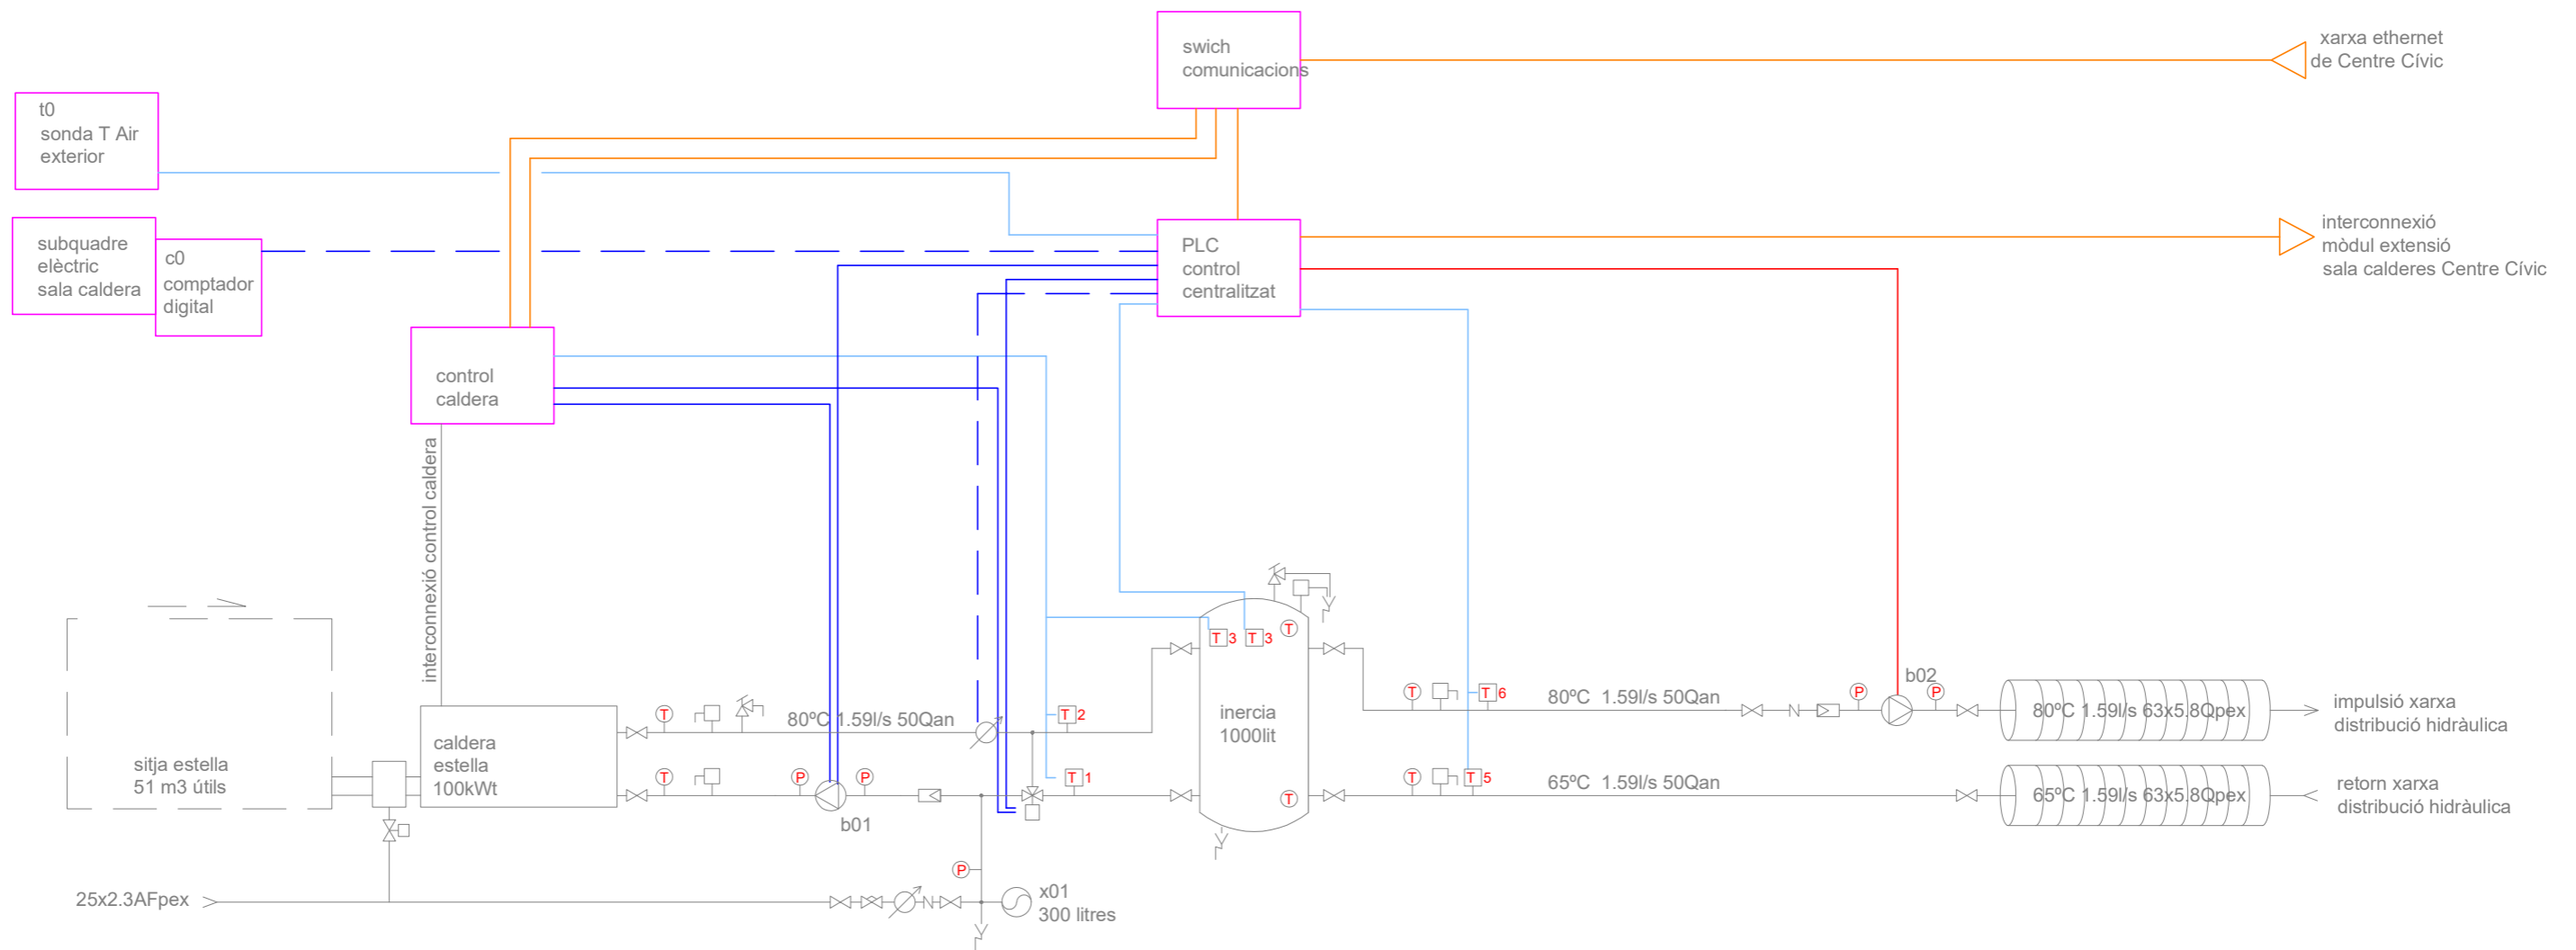 swich
comunicacions
xarxa ethernet
de Centre Cívic
t0
sonda T Air
exterior
subquadre
elèctric
sala caldera
c0
comptador
digital
PLC
control
centralitzat
interconnexió
mòdul extensió
sala calderes Centre Cívic
control
caldera
interconnexió control caldera
sitja estella
51 m3 útils
caldera
estella
100kWt
T
80ºC 1.59l/s 50Qan
T 2
T
P
P
b01
T 1
T 3
T 3
T
inercia
1000lit
T
T
T 6
80ºC 1.59l/s 50Qan
P
b02
P
80ºC 1.59l/s 63x5.8Qpex
impulsió xarxa
distribució hidràulica
T
T 5
65ºC 1.59l/s 50Qan
65ºC 1.59l/s 63x5.8Qpex
retorn xarxa
distribució hidràulica
25x2.3AFpex
N
N
P
x01
300 litres